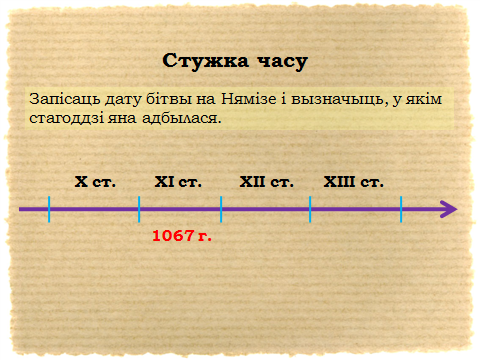 Стужка часу
Запісаць дату бітвы на Нямізе і вызначыць, у якім
стагоддзі яна адбылася.
X ст. XI ст. XII ст. XIII ст.
1067 г.